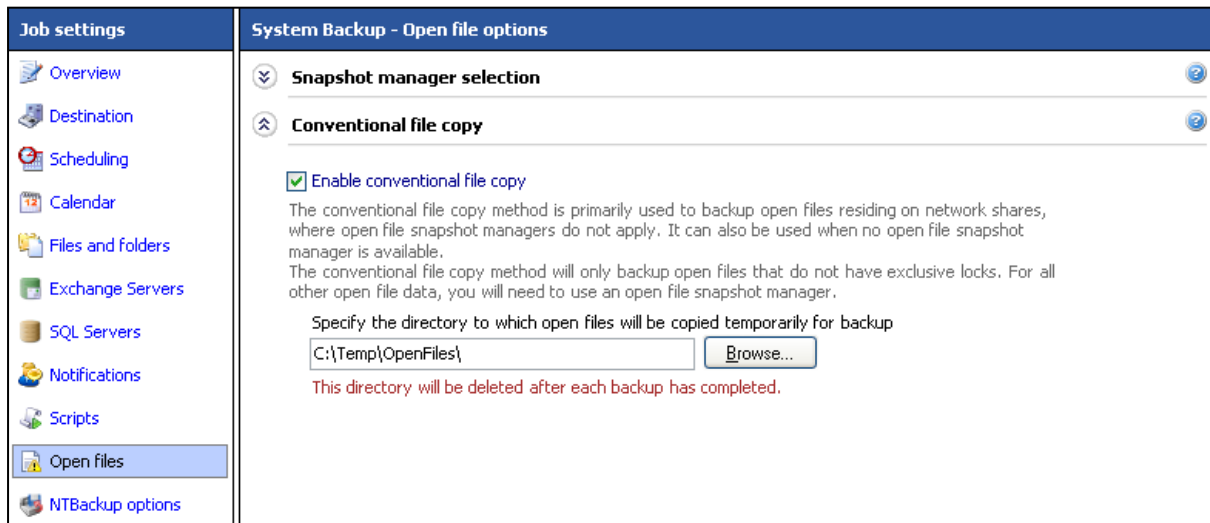 Job settings
System Backup - Open file options
Overview
Destination
Scheduling
12
Calendar
Files and folders
Exchange Servers
SQL Servers
Notifications
Scripts
Open files
NTBackup options
Snapshot manager selection
?
Conventional file copy
?
Enable conventional file copy
The conventional file copy method is primarily used to backup open files residing on network shares,
where open file snapshot managers do not apply. It can also be used when no open file snapshot
manager is available.
The conventional file copy method will only backup open files that do not have exclusive locks. For all
other open file data, you will need to use an open file snapshot manager.
Specify the directory to which open files will be copied temporarily for backup
C:\Temp\OpenFiles\
Browse...
This directory will be deleted after each backup has completed.